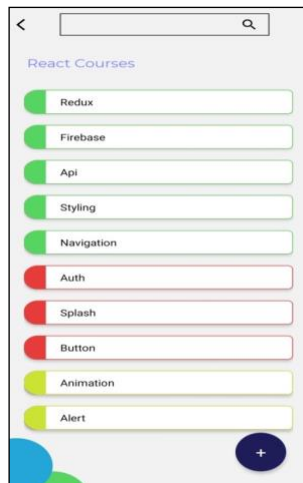 React Courses
Redux
Firebase
Api
Styling
Navigation
Auth
Splash
Button
Animation
Alert
+